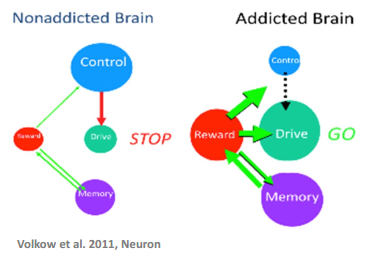 Nonaddicted Brain
Control
Reward
Drive
STOP
Memory
Addicted Brain
Control
Reward
Drive
GO
Memory
Volkow et al. 2011, Neuron